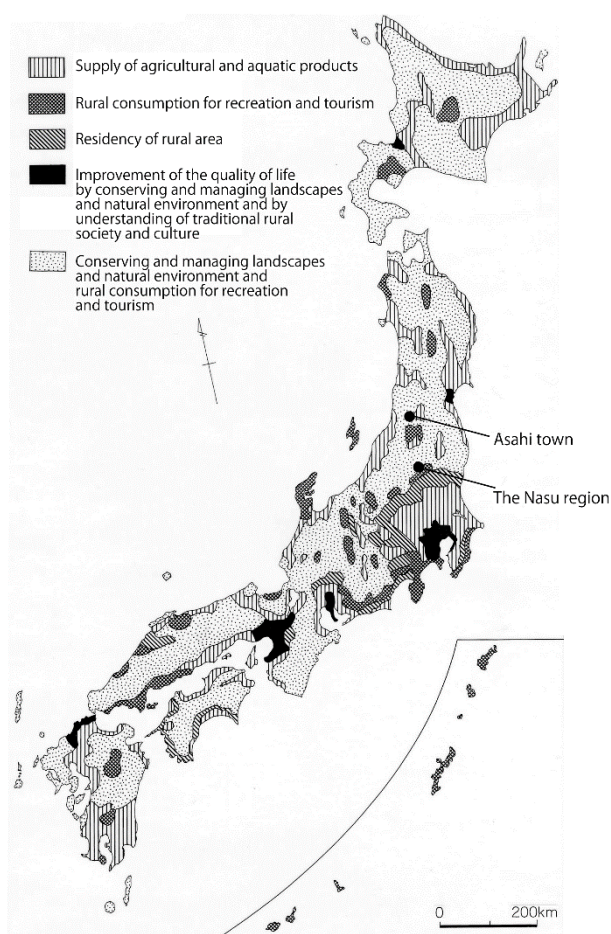 Supply of agricultural and aquatic products
Rural consumption for recreation and tourism
Residency of rural area
Improvement of the quality of life
by conserving and managing landscapes
and natural environment and by
understanding of traditional rural
society and culture
Conserving and managing landscapes
and natural environment and
rural consumption for recreation
and tourism
Asahi town
The Nasu region
0 200km